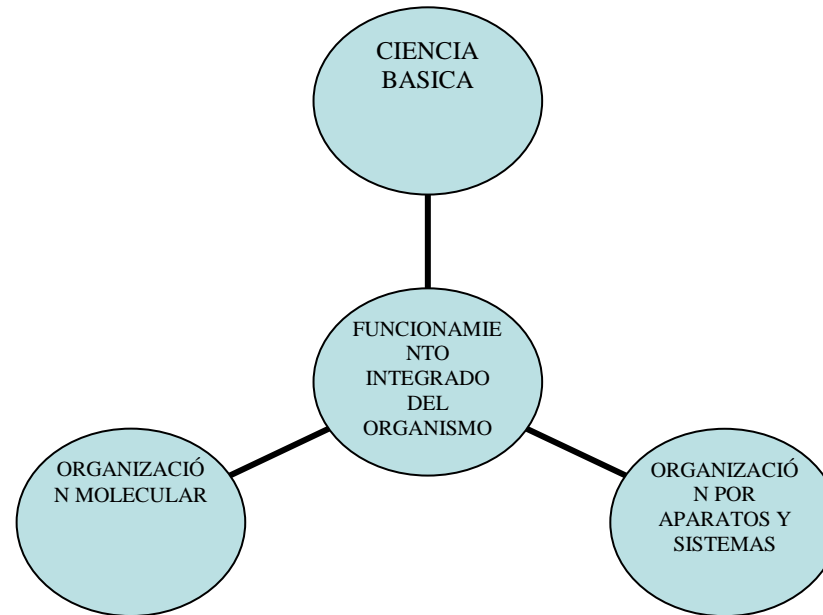 CIENCIA
BASICA
FUNCIONAMIE
NTO
INTEGRADO
DEL
ORGANISMO
ORGANIZACIÓ
N MOLECULAR
ORGANIZACIÓ
N POR
APARATOS Y
SISTEMAS